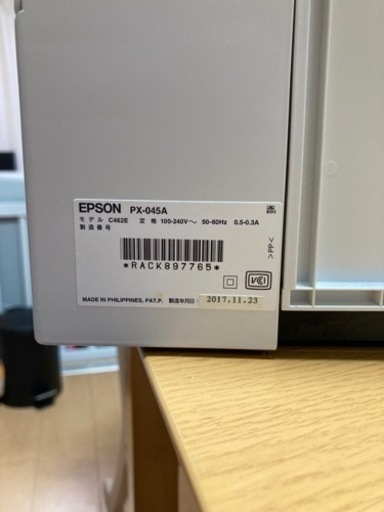 EPSON PX-045A
モデル C462E 定格 100-240V～ 50-60Hz 0.5-0.3A
製造番号
*RACK897765*
VCCI
MADE IN PHILIPPINES, PAT.P. 製造年月日: 2017.11.23
>PP<